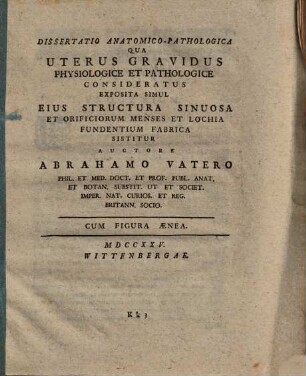 DISSERTATIO ANATOMICO-PATHOLOGICA
QUA
UTERUS GRAVIDUS
PHYSIOLOGICE ET PATHOLOGICE
CONSIDERATUS
EXPOSITA SIMUL
EIUS STRUCTURA SINUOSA
ET ORIFICIORUM MENSES ET LOCHIA
FUNDENTIUM FABRICA
SISTITUR
AUCTORE
ABRAHAMO VATERO
PHIL. ET MED. DOCT. ET PROF. PUBL. ANAT.
ET BOTAN. SUBSTIT. UT ET SOCIET.
IMPER. NAT. CURIOS. ET REG.
BRITANN. SOCIO.
CUM FIGURA ÆNEA.
MDCCXXV.
WITTENBERGAE.